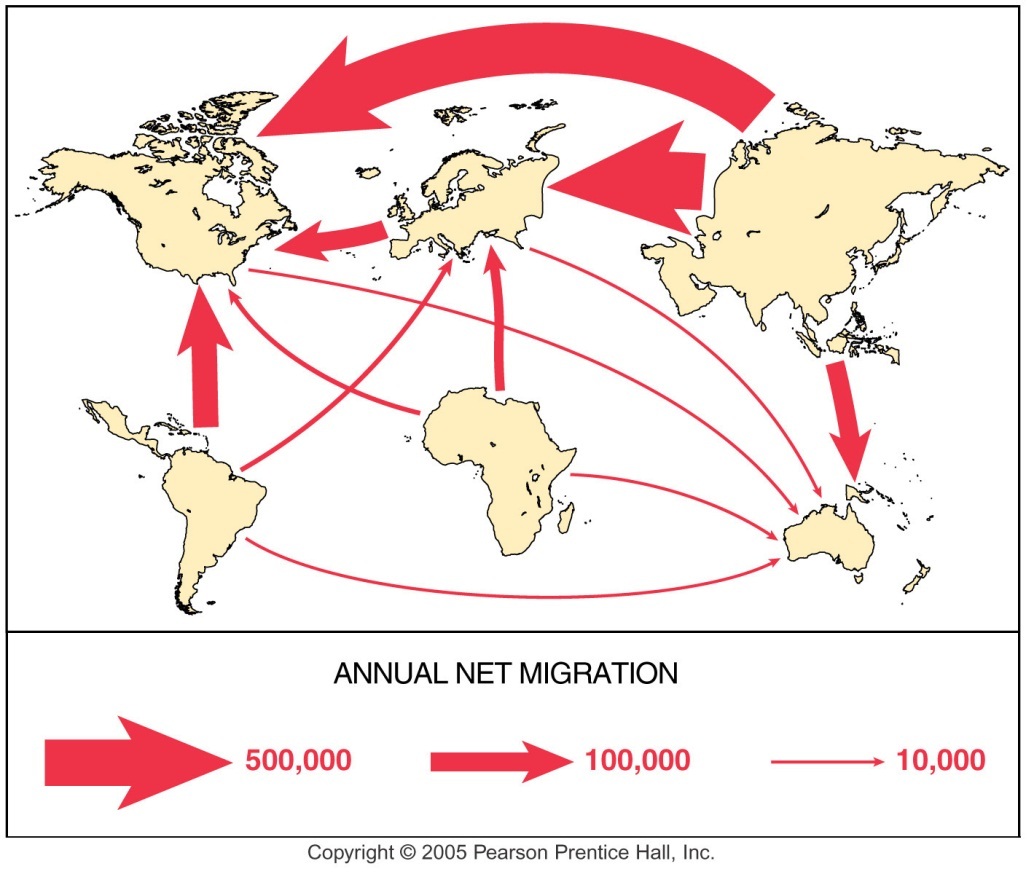 ANNUAL NET MIGRATION
500,000 100,000 10,000
Copyright © 2005 Pearson Prentice Hall, Inc.